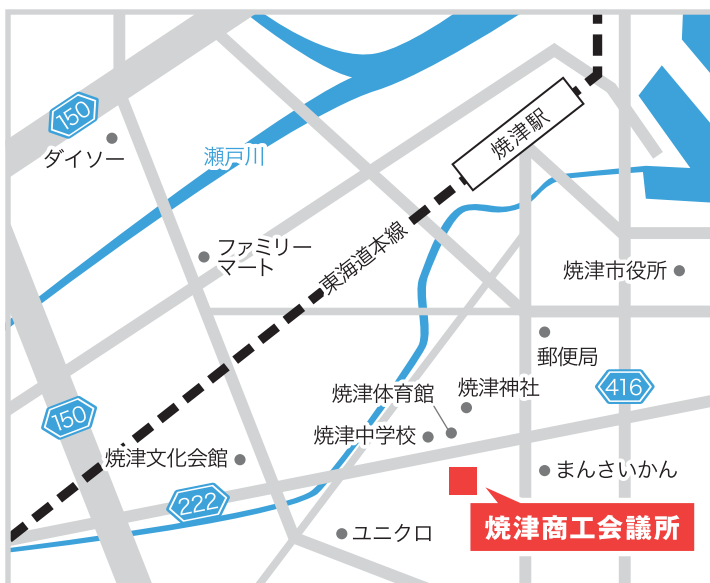 150
ダイソー
瀬戸川
焼津駅
ファミリー
マート
東海道本線
焼津市役所
郵便局
416
焼津神社
焼津体育館
焼津中学校
150
焼津文化会館
まんさいかん
222
焼津商工会議所
ユニクロ